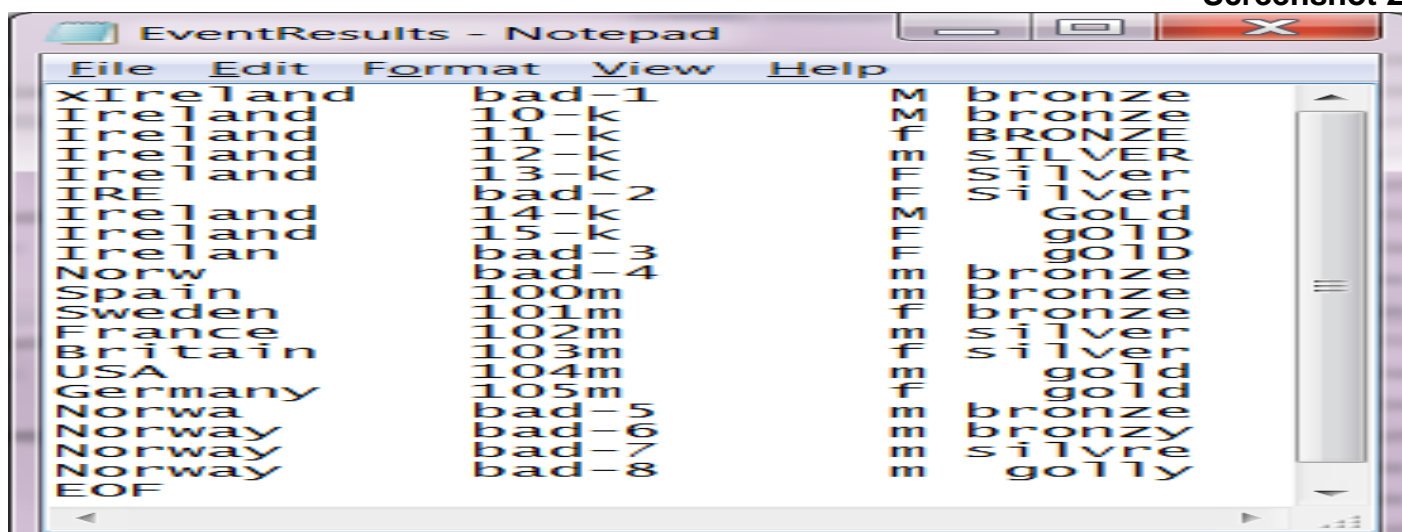 Screenshot 2
EventResults - Notepad
File Edit Format View Help
xIreland bad-1 M bronze
Ireland 10-k M bronze
Ireland 11-k f BRONZE
Ireland 12-k m sILVER
Ireland 13-k F Silver
IRE bad-2 F Silver
Ireland 14-k M GoLd
Ireland 15-k F gOlD
Irelan bad-3 F gOlD
Norw bad-4 m bronze
Spain 100m m bronze
Sweden 101m f bronze
France 102m m silver
Britain 103m f silver
USA 104m m gold
Germany 105m f gold
Norwa bad-5 m bronze
Norway bad-6 m bronzy
Norway bad-7 m silvre
Norway bad-8 m golly
EOF